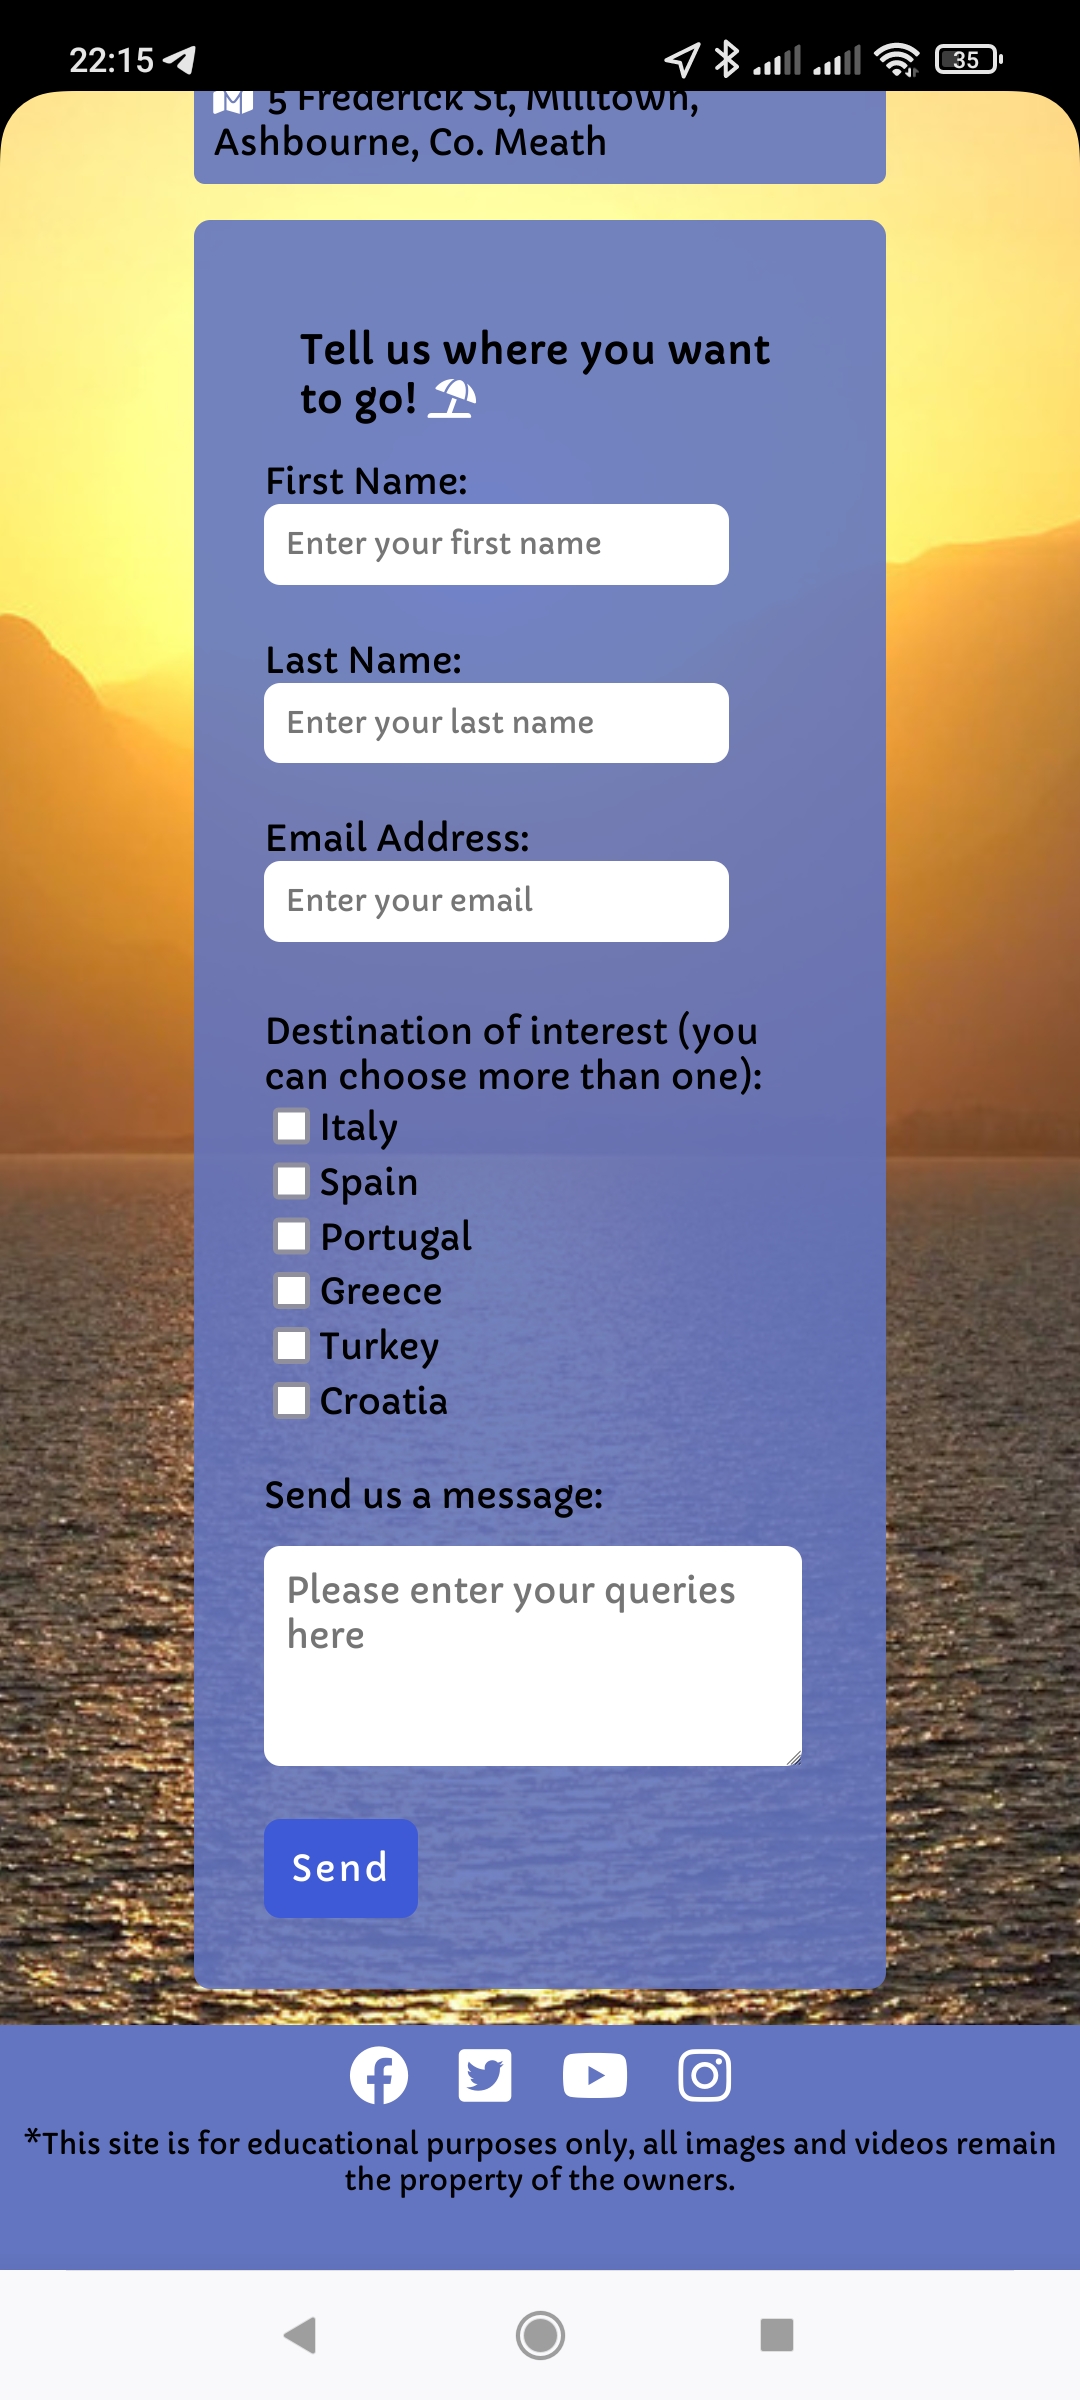 22:15
35
5 Frederick St, Milltown,
Ashbourne, Co. Meath
Tell us where you want
to go!
First Name:
Enter your first name
Last Name:
Enter your last name
Email Address:
Enter your email
Destination of interest (you
can choose more than one):
Italy
Spain
Portugal
Greece
Turkey
Croatia
Send us a message:
Please enter your queries
here
Send
*This site is for educational purposes only, all images and videos remain
the property of the owners.